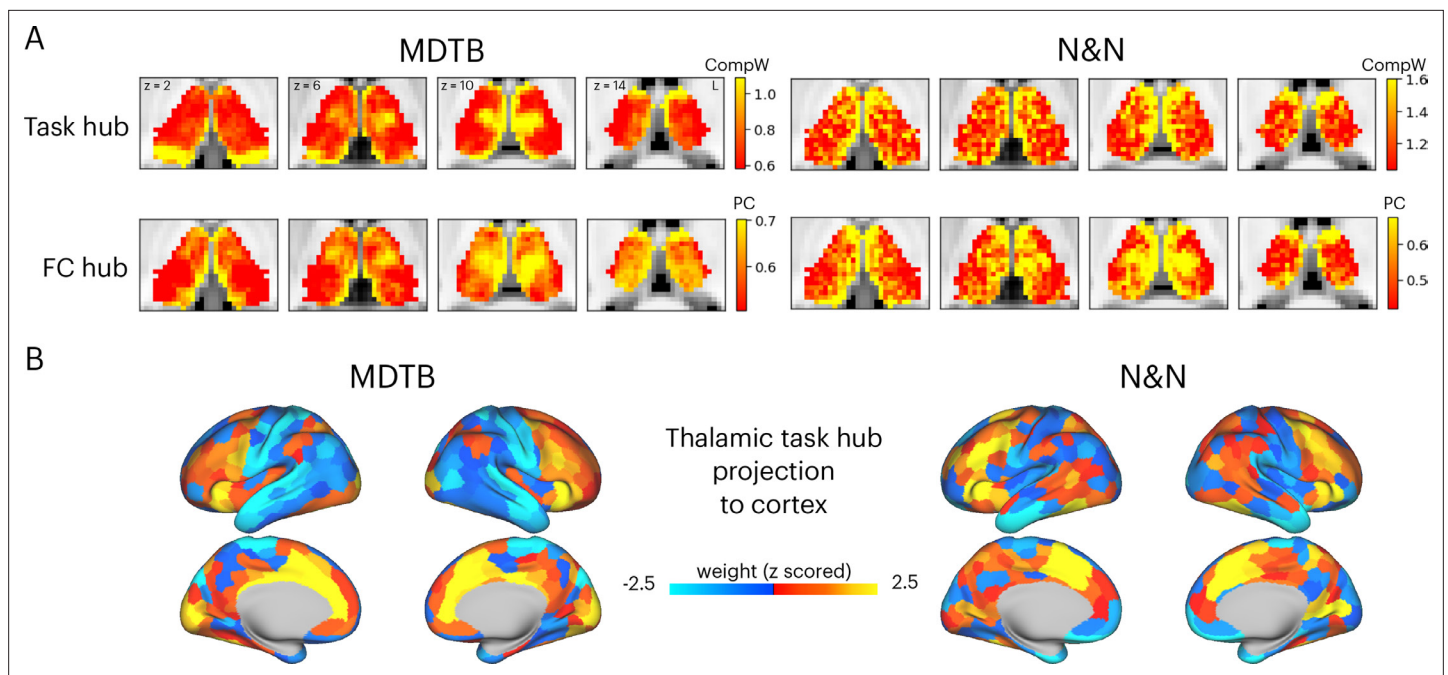 A
MDTB
N&N
CompW
CompW
z = 2
z = 6
z = 10
z = 14
L
Task hub
1.0
0.8
0.6
1.6
1.4
1.2
PC
PC
FC hub
0.7
0.6
0.6
0.5
B
MDTB
N&N
Thalamic task hub
projection
to cortex
-2.5
weight (z scored)
2.5